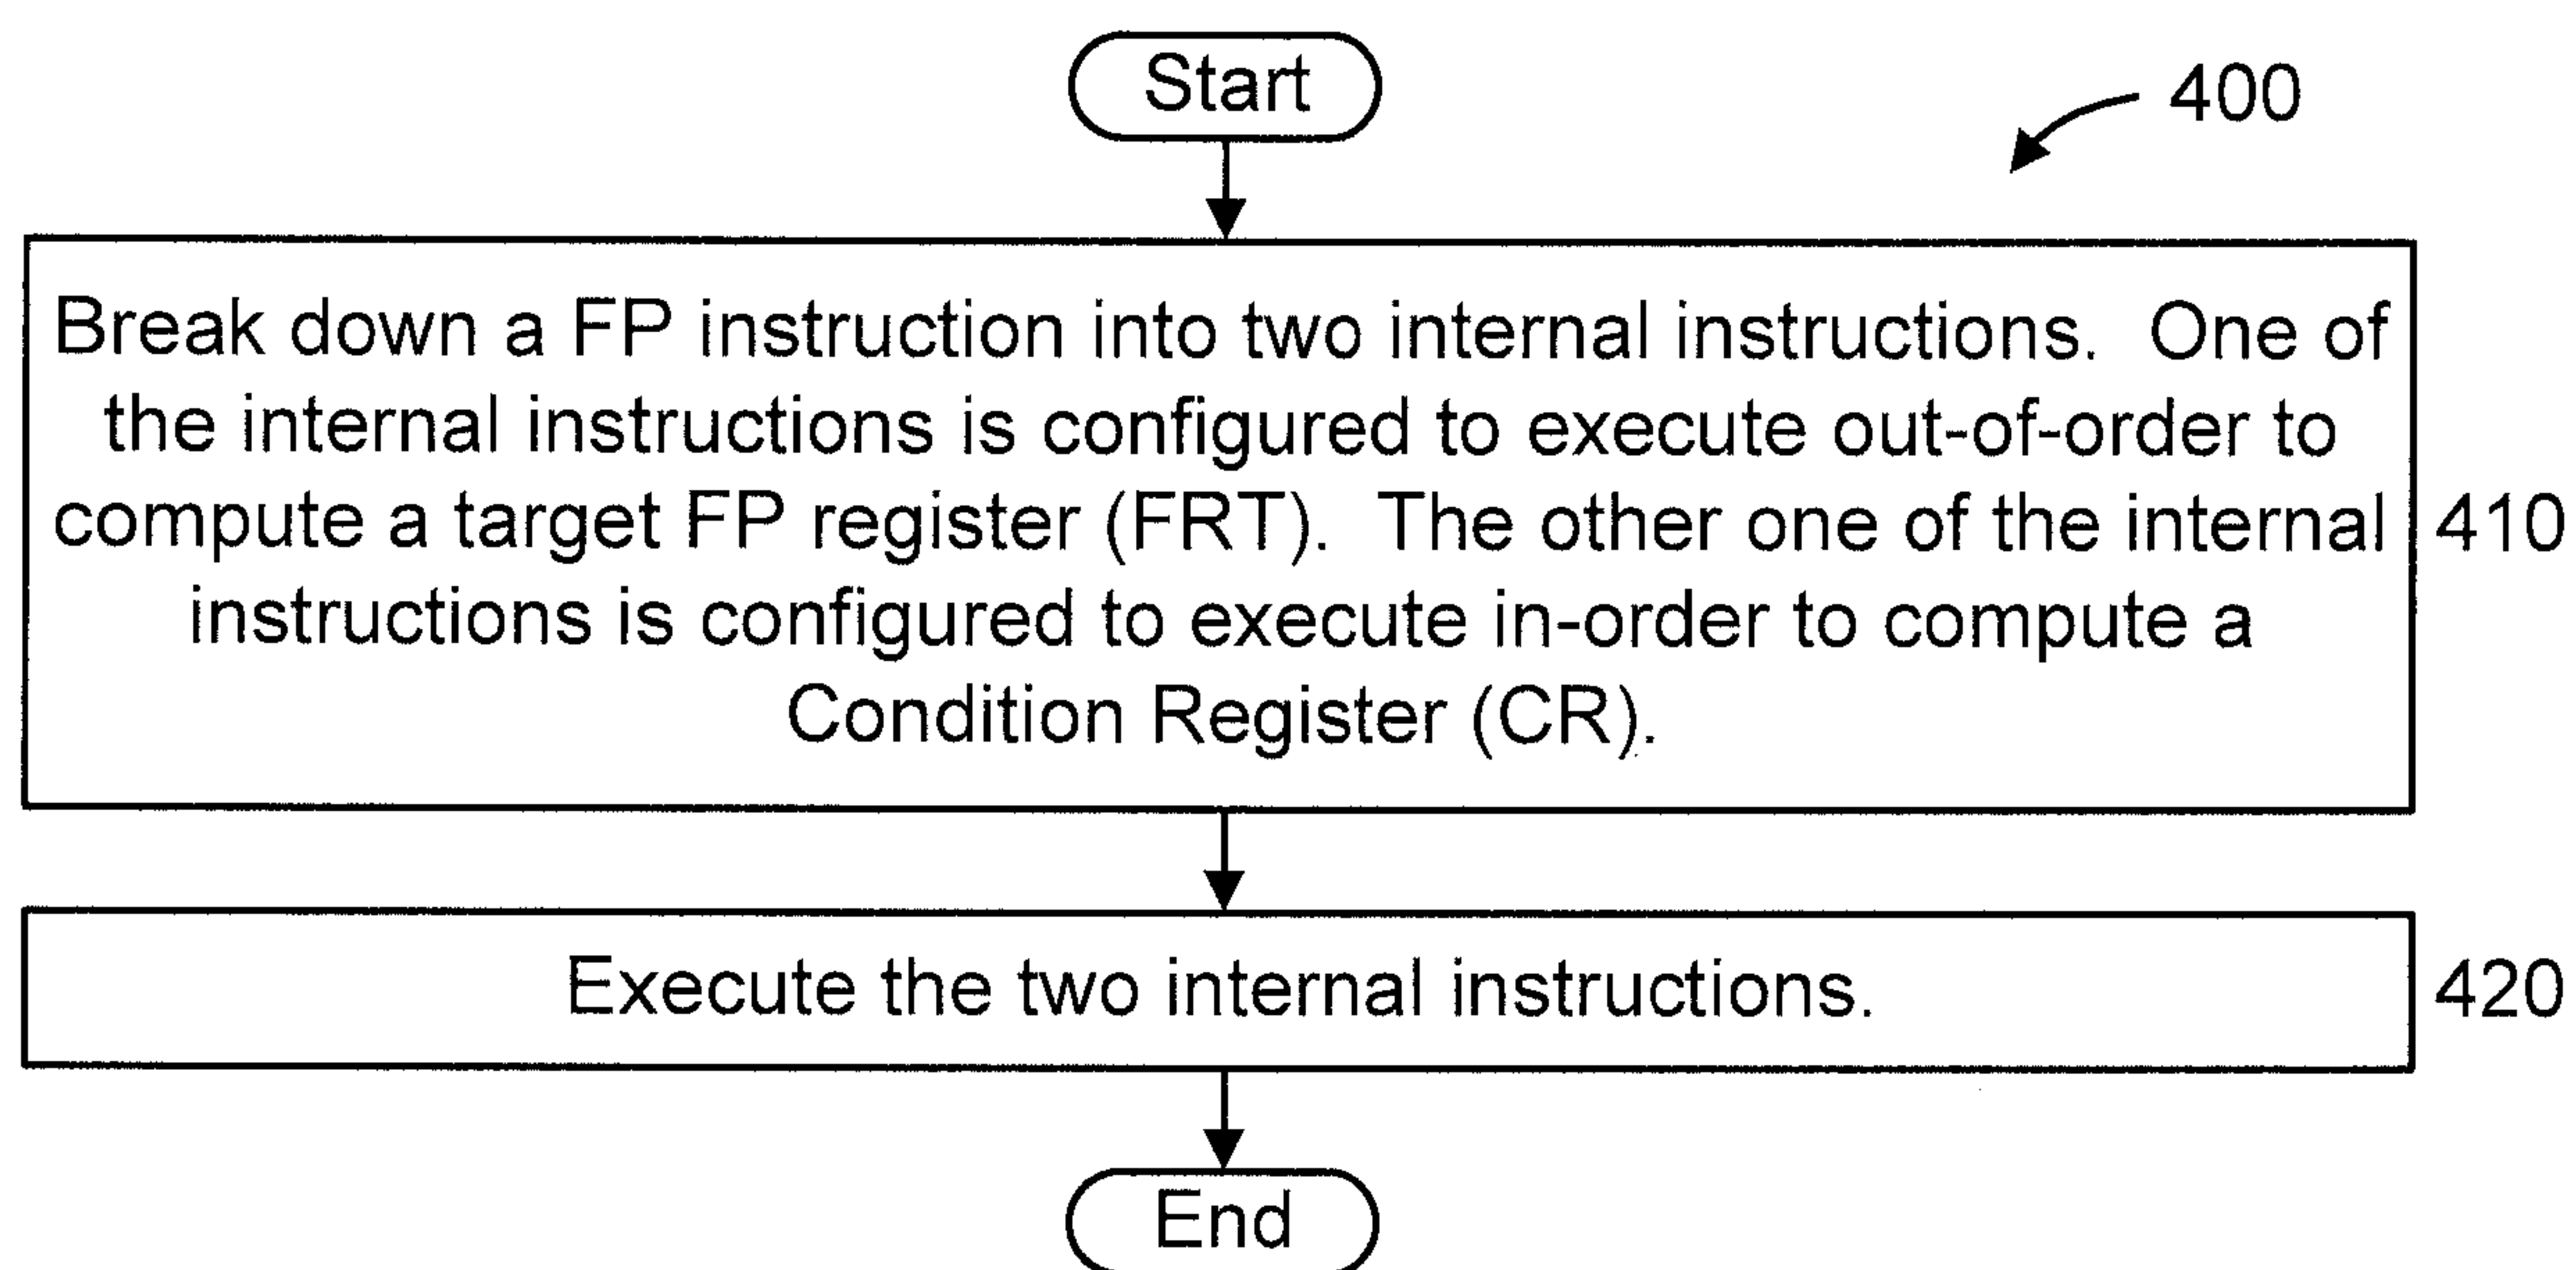 Start
400
Break down a FP instruction into two internal instructions. One of
the internal instructions is configured to execute out-of-order to
compute a target FP register (FRT). The other one of the internal
instructions is configured to execute in-order to compute a
Condition Register (CR).
410
Execute the two internal instructions.
420
End